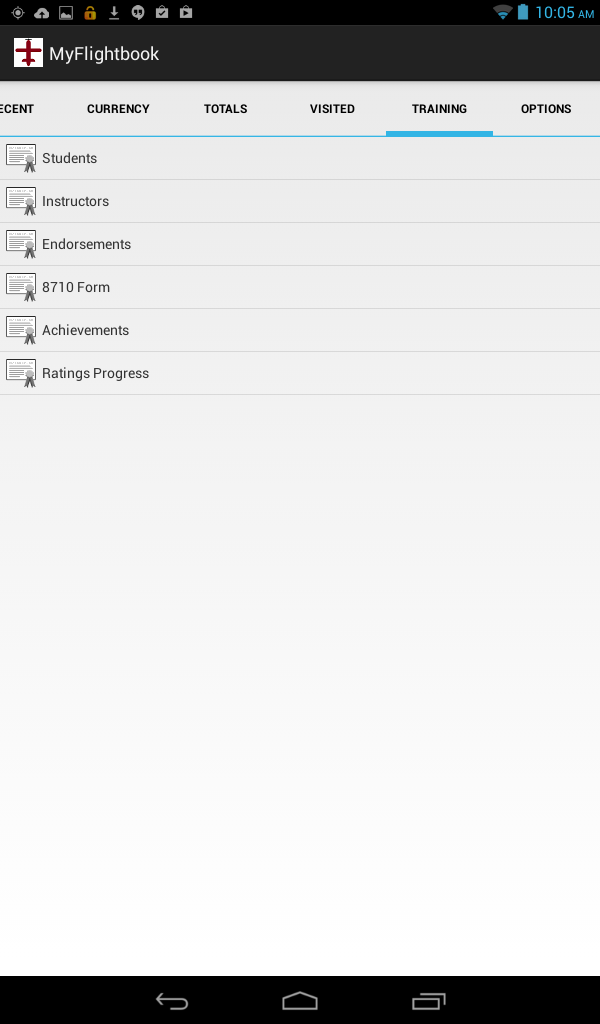 10:05 AM
MyFlightbook
ECENT CURRENCY TOTALS VISITED TRAINING OPTIONS
Students
Instructors
Endorsements
8710 Form
Achievements
Ratings Progress